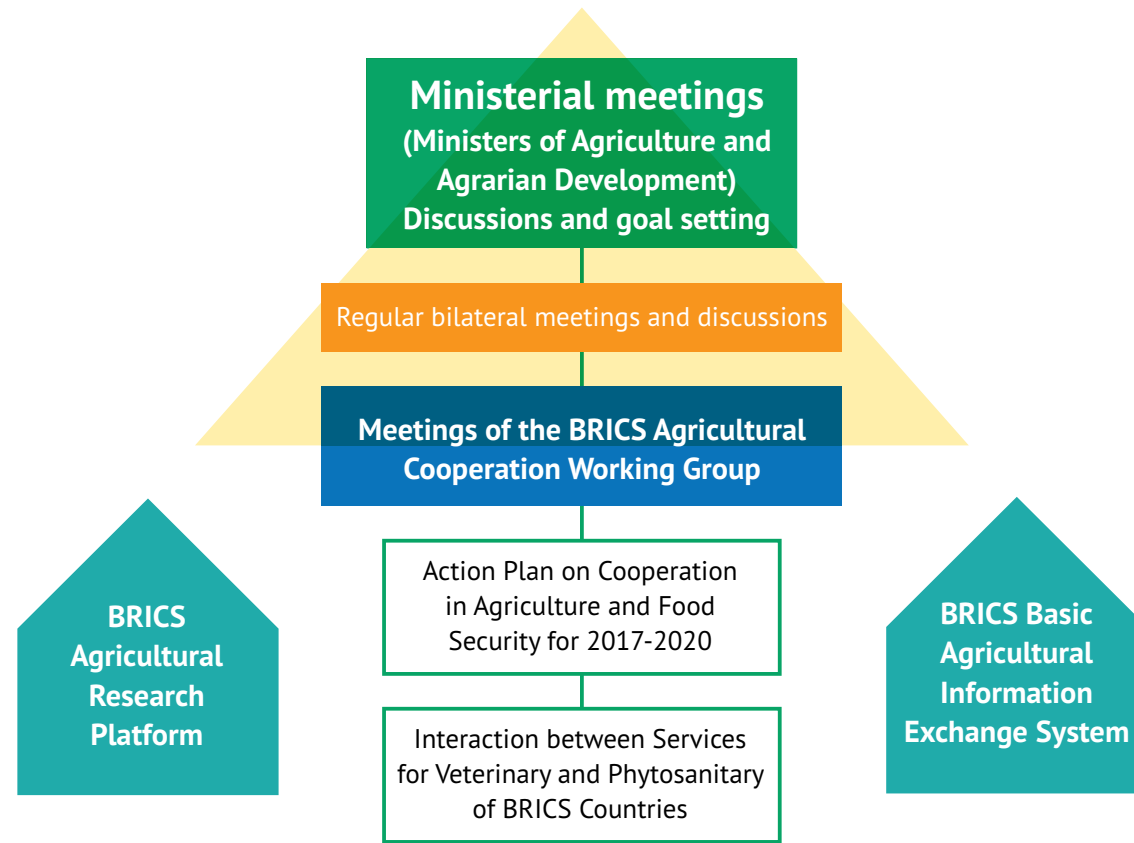 Ministerial meetings
(Ministers of Agriculture and
Agrarian Development)
Discussions and goal setting
Regular bilateral meetings and discussions
Meetings of the BRICS Agricultural
Cooperation Working Group
BRICS
Agricultural
Research
Platform
Action Plan on Cooperation
in Agriculture and Food
Security for 2017-2020
Interaction between Services
for Veterinary and Phytosanitary
of BRICS Countries
BRICS Basic
Agricultural
Information
Exchange System